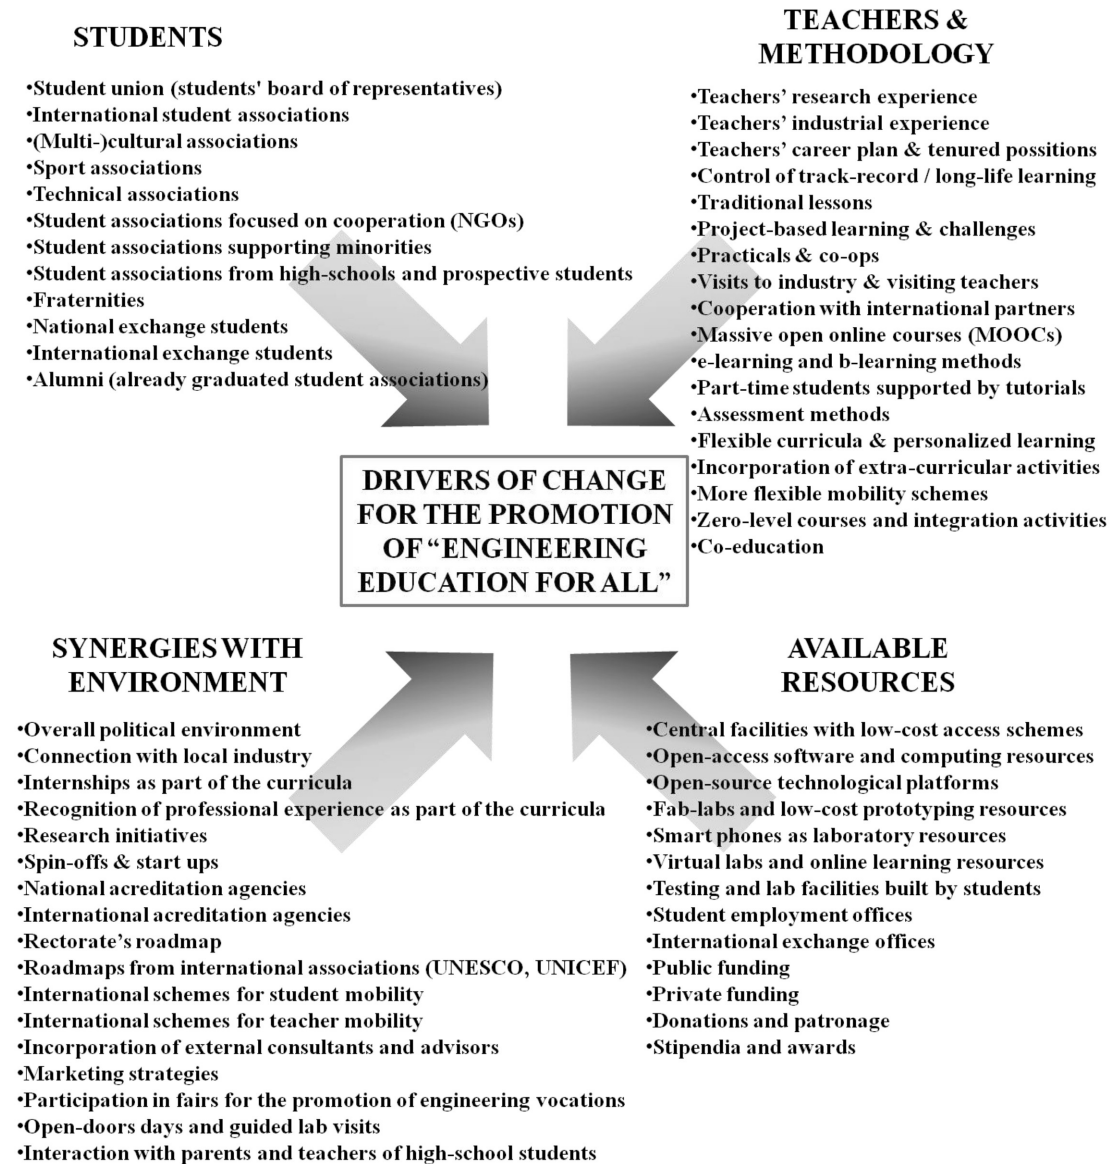 STUDENTS
•Student union (students' board of representatives)
•International student associations
•(Multi-)cultural associations
•Sport associations
•Technical associations
•Student associations focused on cooperation (NGOs)
•Student associations supporting minorities
•Student associations from high-schools and prospective students
•Fraternities
•National exchange students
•International exchange students
•Alumni (already graduated student associations)
TEACHERS &
METHODOLOGY
•Teachers’ research experience
•Teachers’ industrial experience
•Teachers’ career plan & tenured possitions
•Control of track-record / long-life learning
•Traditional lessons
•Project-based learning & challenges
•Practicals & co-ops
•Visits to industry & visiting teachers
•Cooperation with international partners
•Massive open online courses (MOOCs)
•e-learning and b-learning methods
•Part-time students supported by tutorials
•Assessment methods
•Flexible curricula & personalized learning
•Incorporation of extra-curricular activities
•More flexible mobility schemes
•Zero-level courses and integration activities
•Co-education
DRIVERS OF CHANGE
FOR THE PROMOTION
OF “ENGINEERING
EDUCATION FOR ALL”
SYNERGIES WITH
ENVIRONMENT
•Overall political environment
•Connection with local industry
•Internships as part of the curricula
•Recognition of professional experience as part of the curricula
•Research initiatives
•Spin-offs & start ups
•National acreditation agencies
•International acreditation agencies
•Rectorate’s roadmap
•Roadmaps from international associations (UNESCO, UNICEF)
•International schemes for student mobility
•International schemes for teacher mobility
•Incorporation of external consultants and advisors
•Marketing strategies
•Participation in fairs for the promotion of engineering vocations
•Open-doors days and guided lab visits
•Interaction with parents and teachers of high-school students
AVAILABLE
RESOURCES
•Central facilities with low-cost access schemes
•Open-access software and computing resources
•Open-source technological platforms
•Fab-labs and low-cost prototyping resources
•Smart phones as laboratory resources
•Virtual labs and online learning resources
•Testing and lab facilities built by students
•Student employment offices
•International exchange offices
•Public funding
•Private funding
•Donations and patronage
•Stipendia and awards